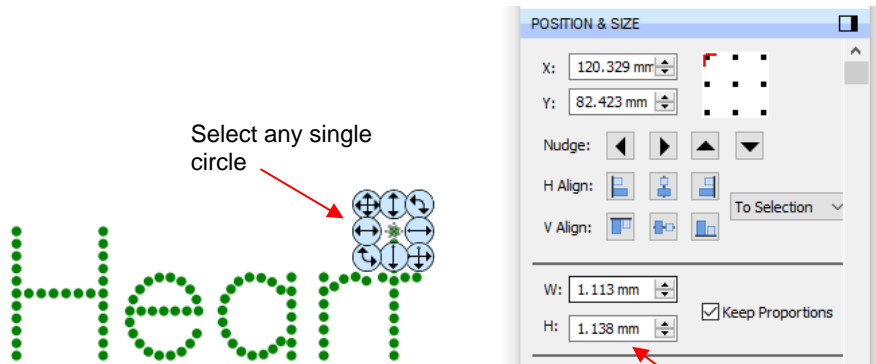 POSITION & SIZE
X: 120.329 mm
Y: 82.423 mm
Select any single
circle
Nudge:
H Align:
To Selection
V Align:
Heart
W: 1.113 mm
Keep Proportions
H: 1.138 mm